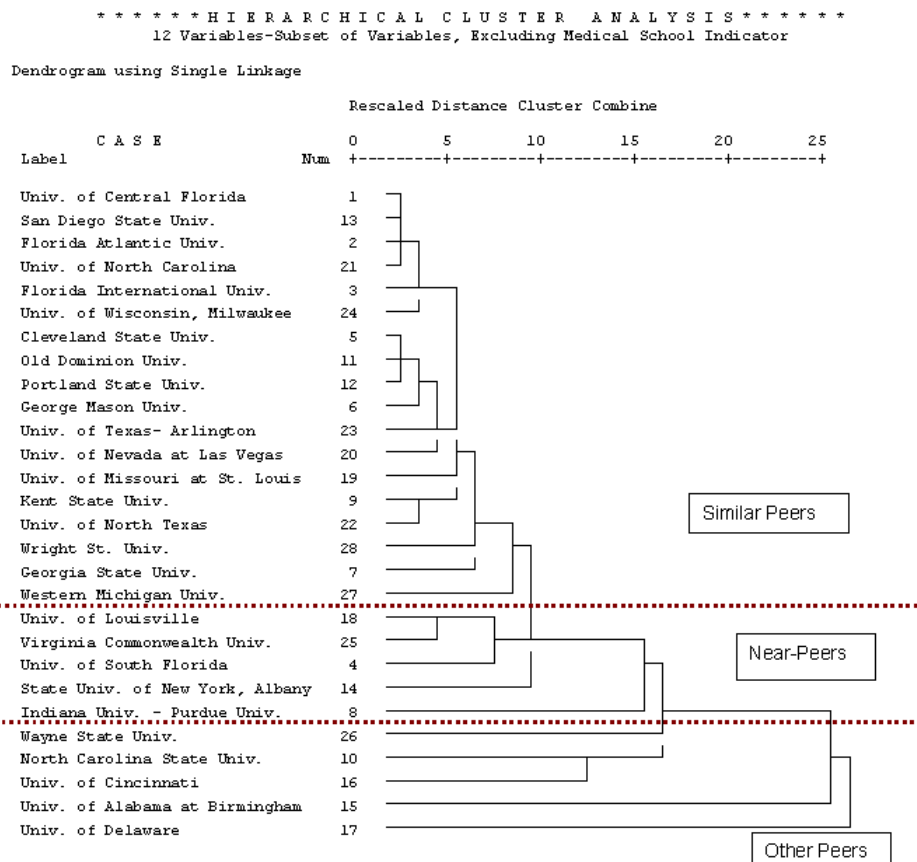 * * * * * * H I E R A R C H I C A L  C L U S T E R  A N A L Y S I S * * * * * *
12 Variables-Subset of Variables, Excluding Medical School Indicator
Dendrogram using Single Linkage
Rescaled Distance Cluster Combine
C A S E 0 5 10 15 20 25
Label Num +---------+---------+---------+---------+---------+
Univ. of Central Florida 1
San Diego State Univ. 13
Florida Atlantic Univ. 2
Univ. of North Carolina 21
Florida International Univ. 3
Univ. of Wisconsin, Milwaukee 24
Cleveland State Univ. 5
Old Dominion Univ. 11
Portland State Univ. 12
George Mason Univ. 6
Univ. of Texas- Arlington 23
Univ. of Nevada at Las Vegas 20
Univ. of Missouri at St. Louis 19
Kent State Univ. 9
Similar Peers
Univ. of North Texas 22
Wright St. Univ. 28
Georgia State Univ. 7
Western Michigan Univ. 27
Univ. of Louisville 18
Virginia Commonwealth Univ. 25
Near-Peers
Univ. of South Florida 4
State Univ. of New York, Albany 14
Indiana Univ. - Purdue Univ. 8
Wayne State Univ. 26
North Carolina State Univ. 10
Univ. of Cincinnati 16
Univ. of Alabama at Birmingham 15
Univ. of Delaware 17
Other Peers